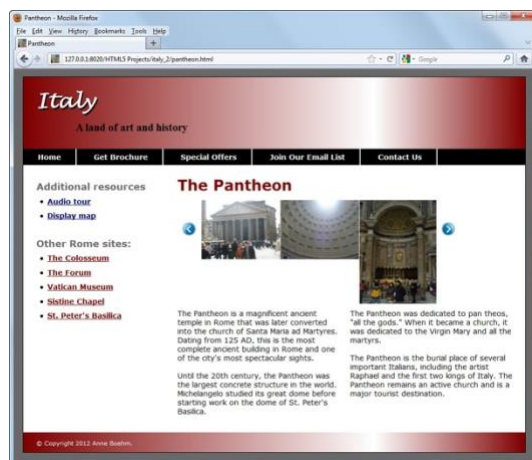 Pantheon - Mozilla Firefox
File Edit View History Bookmarks Tools Help
Pantheon
127.0.0.1:8020/HTML5 Projects/italy_2/pantheon.html
Google
Italy
A land of art and history
Home Get Brochure Special Offers Join Our Email List Contact Us
Additional resources
Audio tour
Display map
Other Rome sites:
The Colosseum
The Forum
Vatican Museum
Sistine Chapel
St. Peter's Basilica
The Pantheon
The Pantheon is a magnificent ancient
temple in Rome that was later converted
into the church of Santa Maria ad Martyres.
Dating from 125 AD, this is the most
complete ancient building in Rome and one
of the city's most spectacular sights.
Until the 20th century, the Pantheon was
the largest concrete structure in the world.
Michelangelo studied its great dome before
starting work on the dome of St. Peter's
Basilica.
The Pantheon was dedicated to pan theos,
"all the gods." When it became a church, it
was dedicated to the Virgin Mary and all the
martyrs.
The Pantheon is the burial place of several
important Italians, including the artist
Raphael and the first two kings of Italy. The
Pantheon remains an active church and is a
major tourist destination.
© Copyright 2012 Anne Boehm.